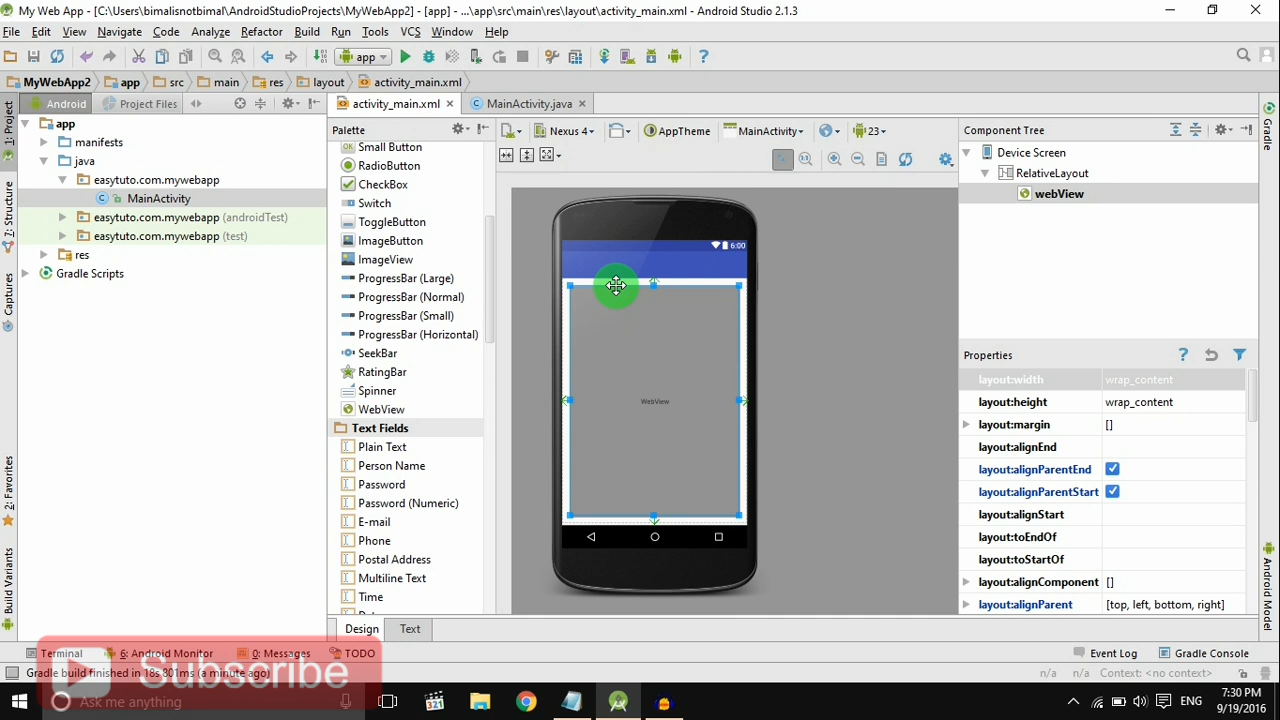 My Web App - [C:\Users\bimalisnotbimal\AndroidStudioProjects\MyWebApp2] - [app] - ...\app\src\main\res\layout\activity_main.xml - Android Studio 2.1.3
File Edit View Navigate Code Analyze Refactor Build Run Tools VCS Window Help
app
MyWebApp2 app src main res layout activity_main.xml
Android Project Files
activity_main.xml MainActivity.java
1: Project
7: Structure
Captures
2: Favorites
Build Variants
app
manifests
java
easytuto.com.mywebapp
MainActivity
easytuto.com.mywebapp (androidTest)
easytuto.com.mywebapp (test)
res
Gradle Scripts
Palette
Small Button
RadioButton
CheckBox
Switch
ToggleButton
ImageButton
ImageView
ProgressBar (Large)
ProgressBar (Normal)
ProgressBar (Small)
ProgressBar (Horizontal)
SeekBar
RatingBar
Spinner
WebView
Text Fields
Plain Text
Person Name
Password
Password (Numeric)
E-mail
Phone
Postal Address
Multiline Text
Time
Nexus 4 AppTheme MainActivity 23
6:00
WebView
Design Text
Component Tree
Device Screen
RelativeLayout
webView
Properties
layout:width wrap_content
layout:height wrap_content
layout:margin []
layout:alignEnd
layout:alignParentEnd
layout:alignParentStart
layout:alignStart
layout:toEndOf
layout:toStartOf
layout:alignComponent []
layout:alignParent [top, left, bottom, right]
Gradle
Android Model
Terminal 6: Android Monitor 0: Messages TODO
Event Log Gradle Console
Gradle build finished in 18s 801ms (a minute ago)
n/a n/a Context: <no context>
Subscribe
Ask me anything
ENG
7:30 PM
9/19/2016